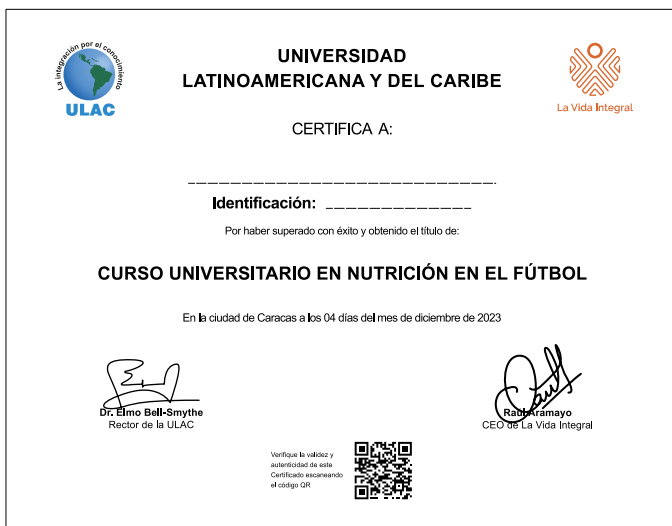 La integración por el conocimiento
ULAC
UNIVERSIDAD
LATINOAMERICANA Y DEL CARIBE
La Vida Integral
CERTIFICA A:
Identificación:
Por haber superado con éxito y obtenido el título de:
CURSO UNIVERSITARIO EN NUTRICIÓN EN EL FÚTBOL
En la ciudad de Caracas a los 04 días del mes de diciembre de 2023
Dr. Elmo Bell-Smythe
Rector de la ULAC
Raúl Aramayo
CEO de La Vida Integral
Verifique la validez y
autenticidad de este
Certificado escaneando
el código QR